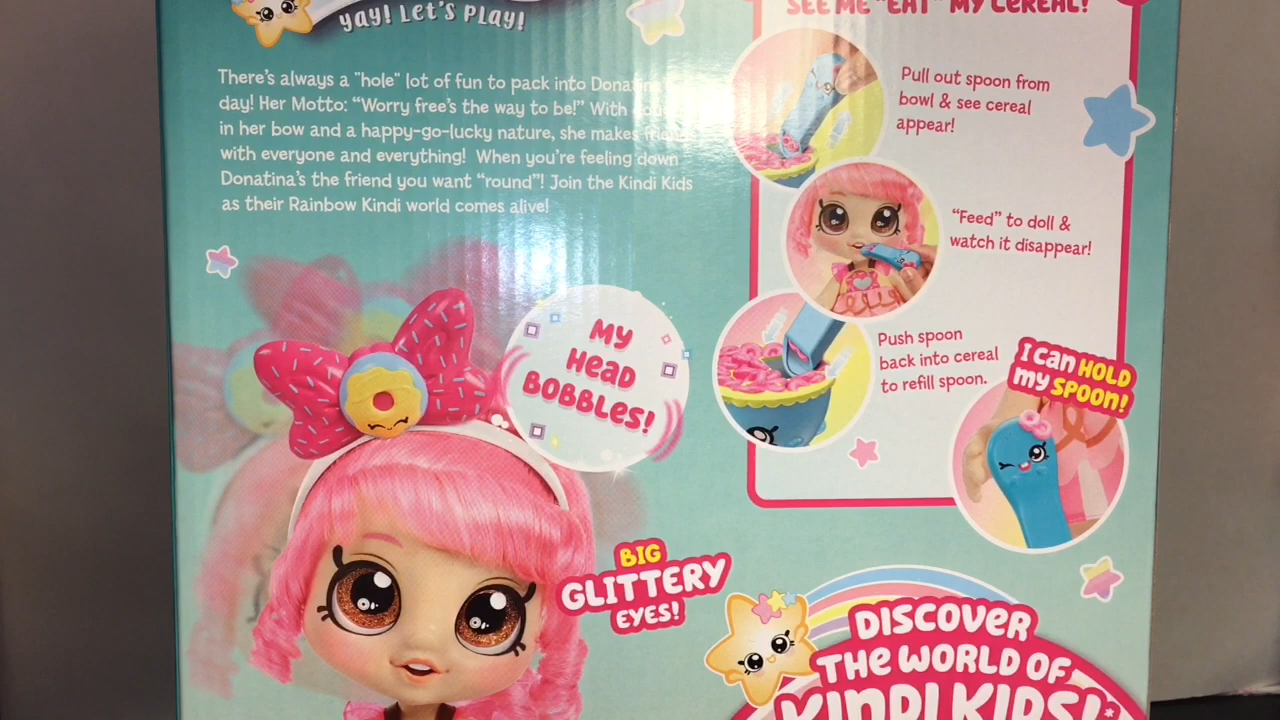 yay! Let's Play!
There's always a "hole" lot of fun to pack into Donatina's
day! Her Motto: “Worry free's the way to be!” With
in her bow and a happy-go-lucky nature, she makes friends
with everyone and everything! When you're feeling down
Donatina's the friend you want “round”! Join the Kindi Kids
as their Rainbow Kindi world comes alive!
SEE ME "EAT" MY CEREAL!
Pull out spoon from
bowl & see cereal
appear!
“Feed” to doll &
watch it disappear!
Push spoon
back into cereal
to refill spoon.
I can HOLD
my SPOON!
MY
HEAD
BOBBLES!
BIG
GLITTERY
EYES!
DISCOVER
THE WORLD OF
KINDI KIDS!